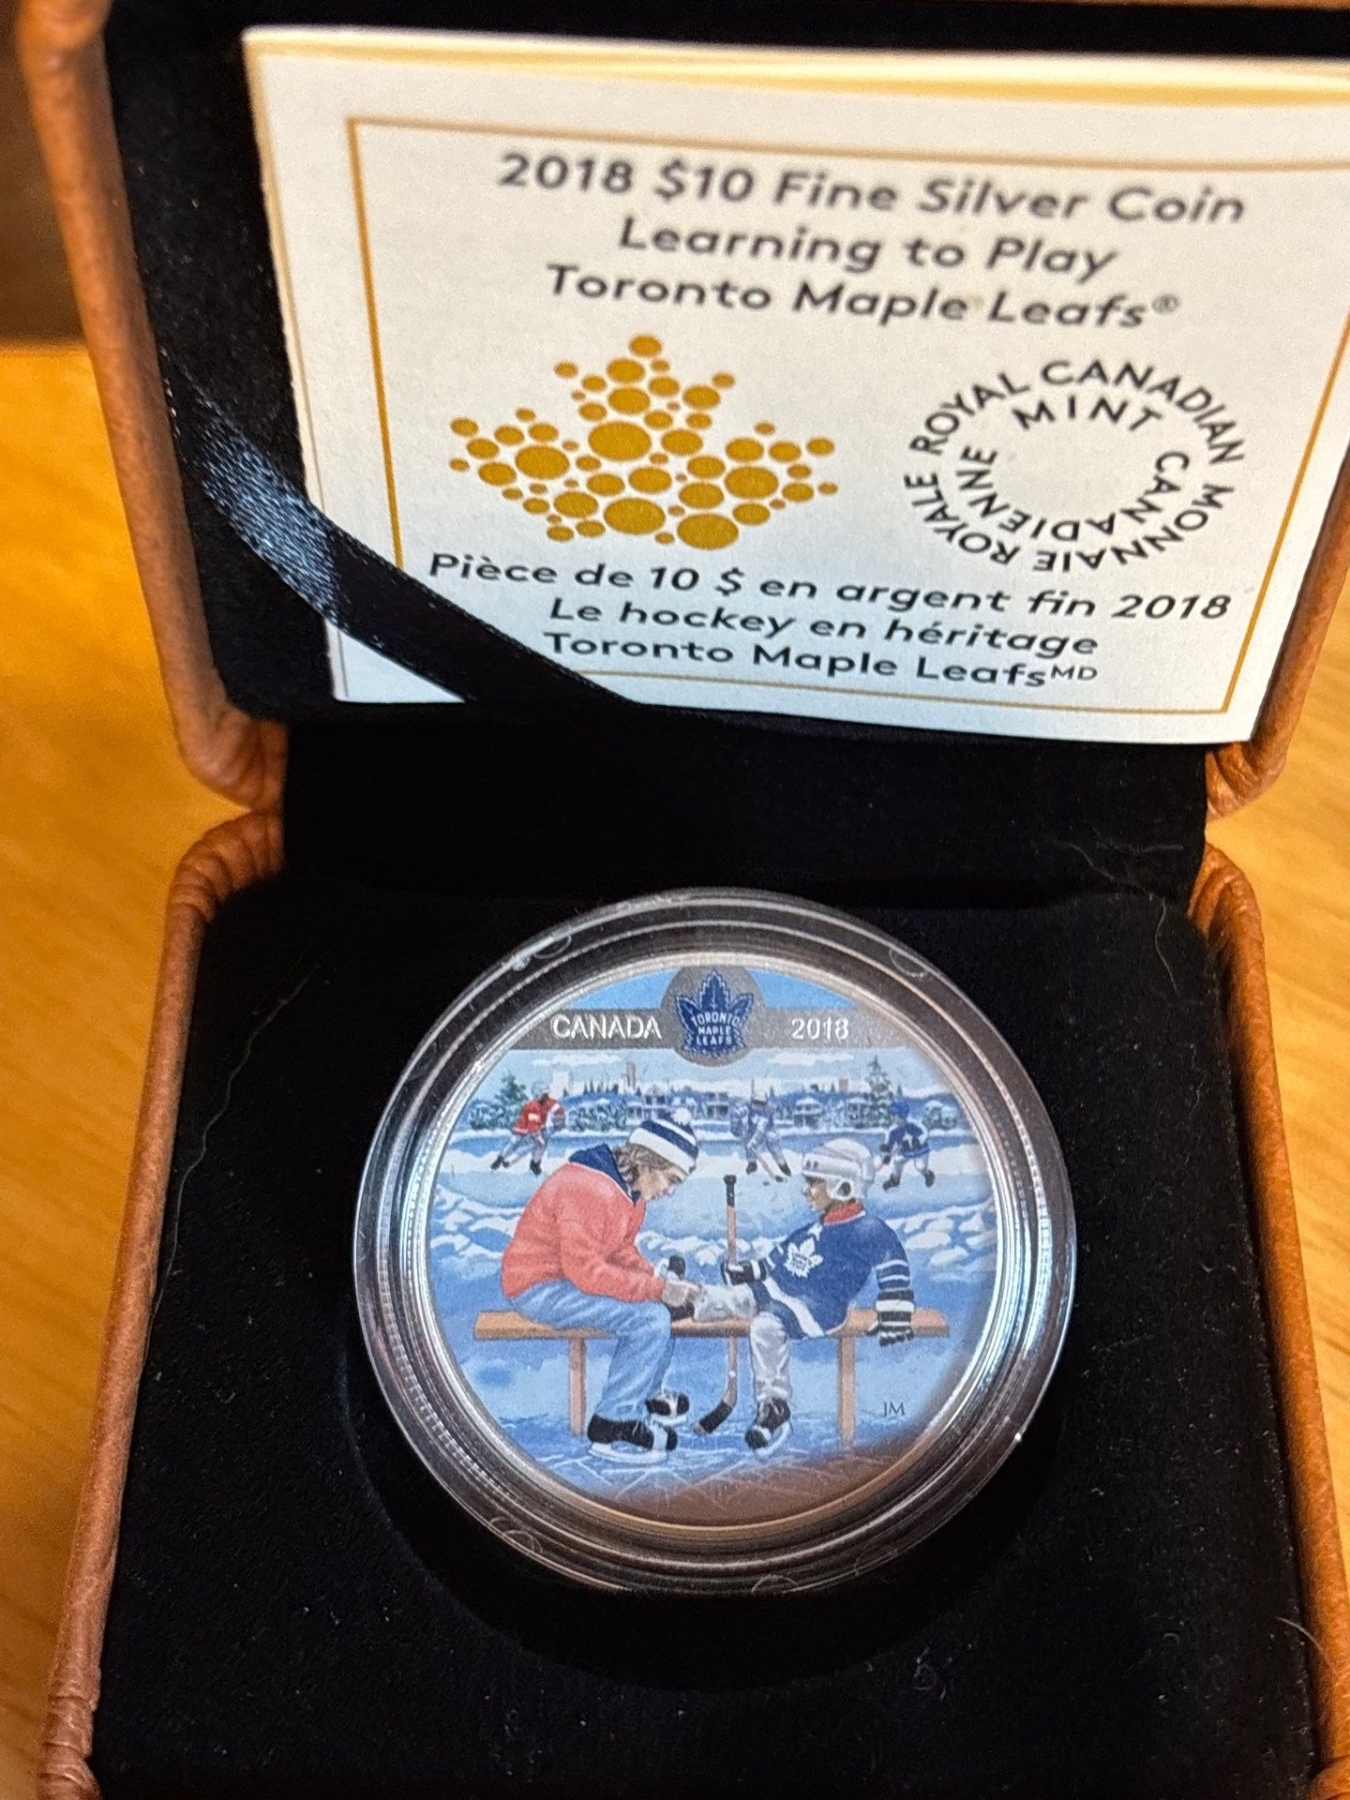 2018 $10 Fine Silver Coin
Learning to Play
Toronto Maple Leafs®
ROYAL CANADIAN MINT
MONNAIE ROYALE CANADIENNE
Pièce de 10 $ en argent fin 2018
Le hockey en héritage
Toronto Maple LeafsMD
CANADA
TORONTO
MAPLE
LEAFS
2018
JM